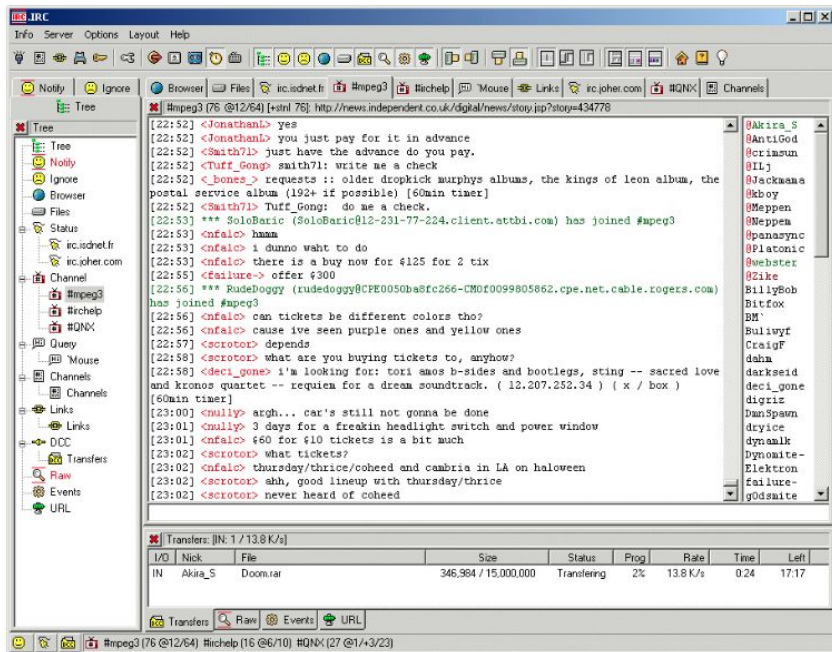 .IRC
Info Server Options Layout Help
Notify Ignore Browser Files irc.isdnet.fr #mpeg3 #irchelp `Mouse Links irc.joher.com #QNX Channels
Tree
#mpeg3 (76 @12/64) [+stnl 76]: http://news.independent.co.uk/digital/news/story.jsp?story=434778
Tree
Tree
Notify
Ignore
Browser
Files
Status
irc.isdnet.fr
irc.joher.com
Channel
#mpeg3
#irchelp
#QNX
Query
`Mouse
Channels
Channels
Links
Links
DCC
Transfers
Raw
Events
URL
[22:52] <JonathanL> yes
[22:52] <JonathanL> you just pay for it in advance
[22:52] <Smith71> just have the advance do you pay.
[22:52] <Tuff_Gong> smith71: write me a check
[22:52] <_bones_> requests :: older dropkick murphys albums, the kings of leon album, the
postal service album (192+ if possible) [60min timer]
[22:52] <Smith71> Tuff_Gong: do me a check.
[22:53] *** SoloBaric (SoloBaric@12-231-77-224.client.attbi.com) has joined #mpeg3
[22:53] <nfalc> hmmm
[22:53] <nfalc> i dunno waht to do
[22:53] <nfalc> there is a buy now for $125 for 2 tix
[22:55] <failure-> offer $300
[22:56] *** RudeDoggy (rudedoggy@CPE0050ba8fc266-CM0f0099805862.cpe.net.cable.rogers.com)
has joined #mpeg3
[22:56] <nfalc> can tickets be different colors tho?
[22:56] <nfalc> cause ive seen purple ones and yellow ones
[22:57] <scrotor> depends
[22:58] <scrotor> what are you buying tickets to, anyhow?
[22:58] <deci_gone> i'm looking for: tori amos b-sides and bootlegs, sting -- sacred love
and kronos quartet -- requiem for a dream soundtrack. ( 12.207.252.34 ) ( x / box )
[60min timer]
[23:00] <nully> argh... car's still not gonna be done
[23:01] <nully> 3 days for a freakin headlight switch and power window
[23:01] <nfalc> $60 for $10 tickets is a bit much
[23:02] <scrotor> what tickets?
[23:02] <nfalc> thursday/thrice/coheed and cambria in LA on haloween
[23:02] <scrotor> ahh, good lineup with thursday/thrice
[23:02] <scrotor> never heard of coheed
@Akira_S
@AntiGod
@crimsun
@ILj
@Jackmana
@kboy
@Meppen
@Neppem
@panasync
@Platonic
@webster
@Zike
BillyBob
Bitfox
BM`
Buliwyf
CraigF
dahm
darkseid
deci_gone
digriz
DmnSpawn
dryice
dynamlk
Dynomite-
Elektron
failure-
g0dsmite
Transfers: [IN: 1 / 13.8 K/s]
I/O Nick File Size Status Prog Rate Time Left
IN Akira_S Doom.rar 346,984 / 15,000,000 Transfering 2% 13.8 K/s 0:24 17:17
Transfers Raw Events URL
#mpeg3 (76 @12/64) #irchelp (16 @6/10) #QNX (27 @1/+3/23)